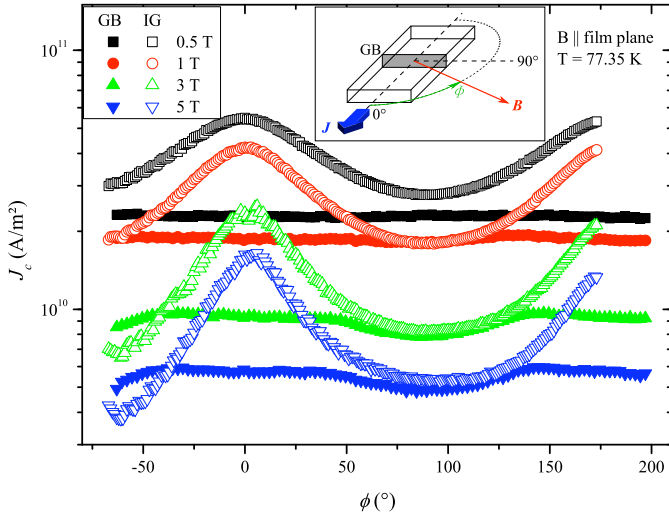 10¹¹
GB IG
0.5 T
1 T
3 T
5 T
GB
90°
ϕ
B
0°
J
B || film plane
T = 77.35 K
J_c (A/m²)
10¹⁰
-50 0 50 100 150 200
ϕ (°)